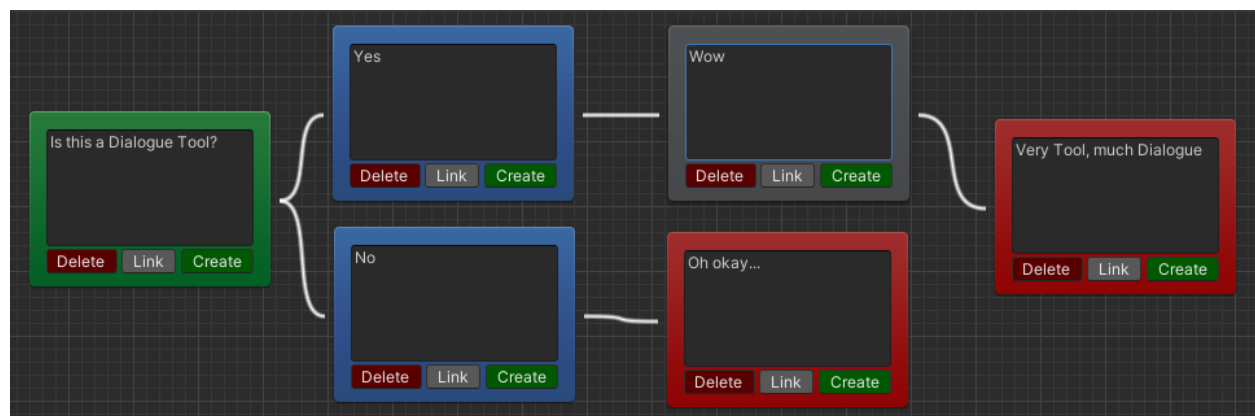 Is this a Dialogue Tool?
Delete Link Create
Yes
Delete Link Create
No
Delete Link Create
Wow
Delete Link Create
Oh okay...
Delete Link Create
Very Tool, much Dialogue
Delete Link Create